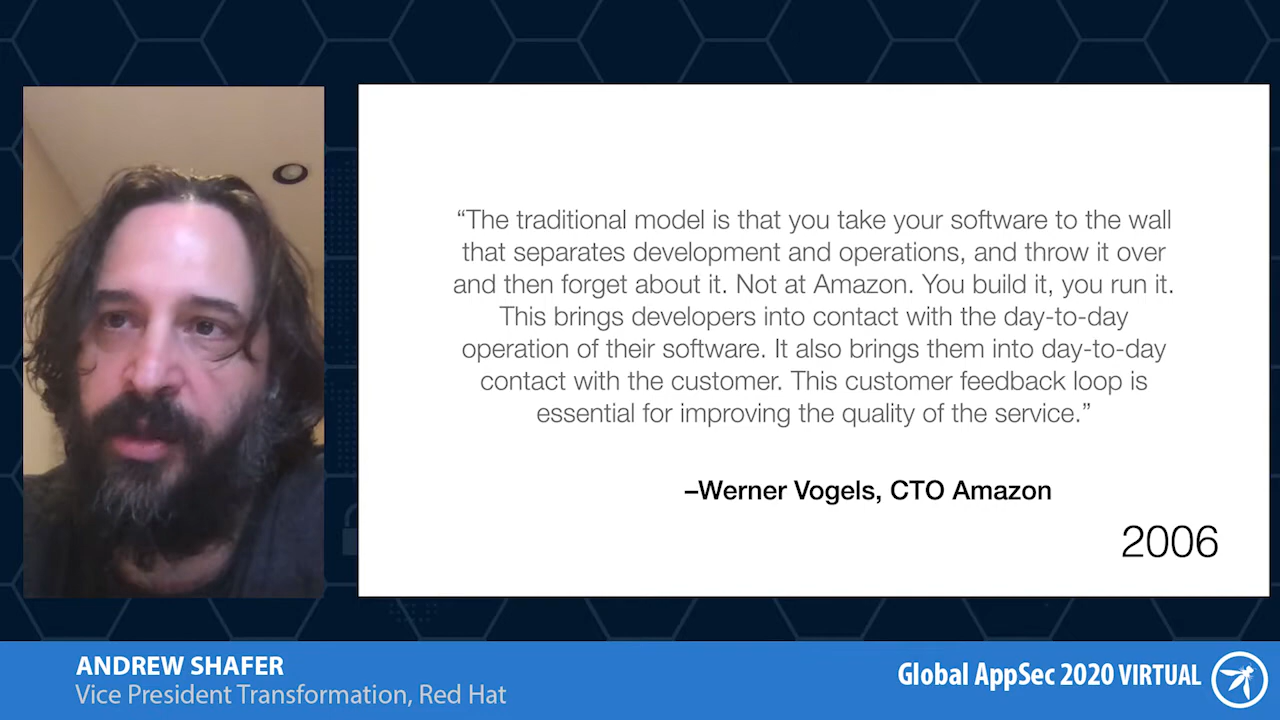 “The traditional model is that you take your software to the wall
that separates development and operations, and throw it over
and then forget about it. Not at Amazon. You build it, you run it.
This brings developers into contact with the day-to-day
operation of their software. It also brings them into day-to-day
contact with the customer. This customer feedback loop is
essential for improving the quality of the service.”
–Werner Vogels, CTO Amazon
2006
ANDREW SHAFER
Vice President Transformation, Red Hat
Global AppSec 2020 VIRTUAL